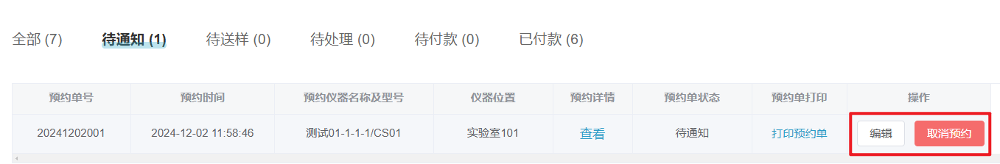 全部 (7) 待通知 (1) 待送样 (0) 待处理 (0) 待付款 (0) 已付款 (6)
预约单号 预约时间 预约仪器名称及型号 仪器位置 预约详情 预约单状态 预约单打印 操作
20241202001 2024-12-02 11:58:46 测试01-1-1-1/CS01 实验室101 查看 待通知 打印预约单 编辑 取消预约